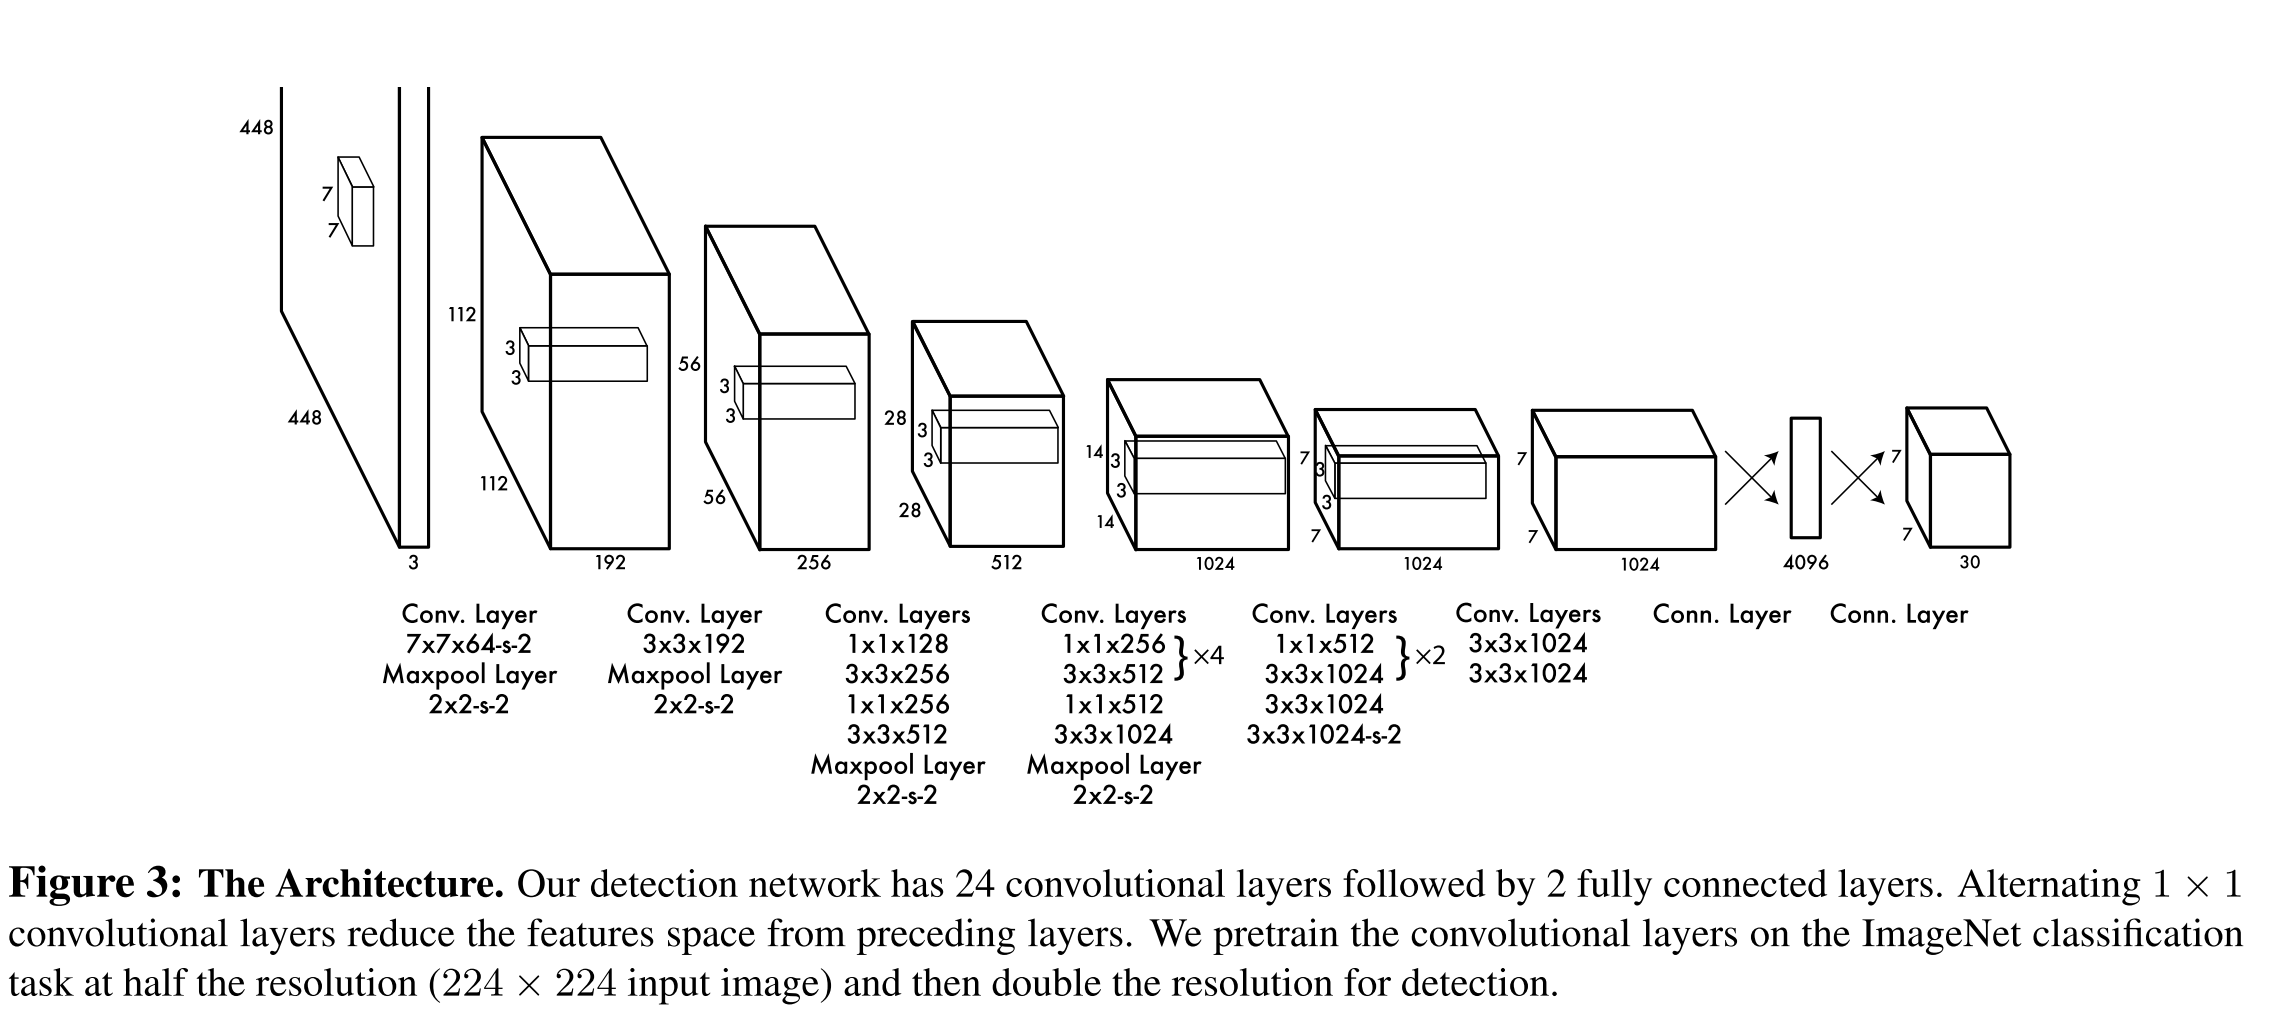 448
7
7
448
3
112
3
3
112
192
56
3
3
56
256
28
3
3
28
512
14
3
3
14
1024
7
3
3
7
1024
7
7
1024
4096
7
7
30
Conv. Layer
7x7x64-s-2
Maxpool Layer
2x2-s-2
Conv. Layer
3x3x192
Maxpool Layer
2x2-s-2
Conv. Layers
1x1x128
3x3x256
1x1x256
3x3x512
Maxpool Layer
2x2-s-2
Conv. Layers
1x1x256
3x3x512
}×4
1x1x512
3x3x1024
Maxpool Layer
2x2-s-2
Conv. Layers
1x1x512
3x3x1024
}×2
3x3x1024
3x3x1024-s-2
Conv. Layers
3x3x1024
3x3x1024
Conn. Layer
Conn. Layer
Figure 3: The Architecture. Our detection network has 24 convolutional layers followed by 2 fully connected layers. Alternating 1 × 1
convolutional layers reduce the features space from preceding layers. We pretrain the convolutional layers on the ImageNet classification
task at half the resolution (224 × 224 input image) and then double the resolution for detection.